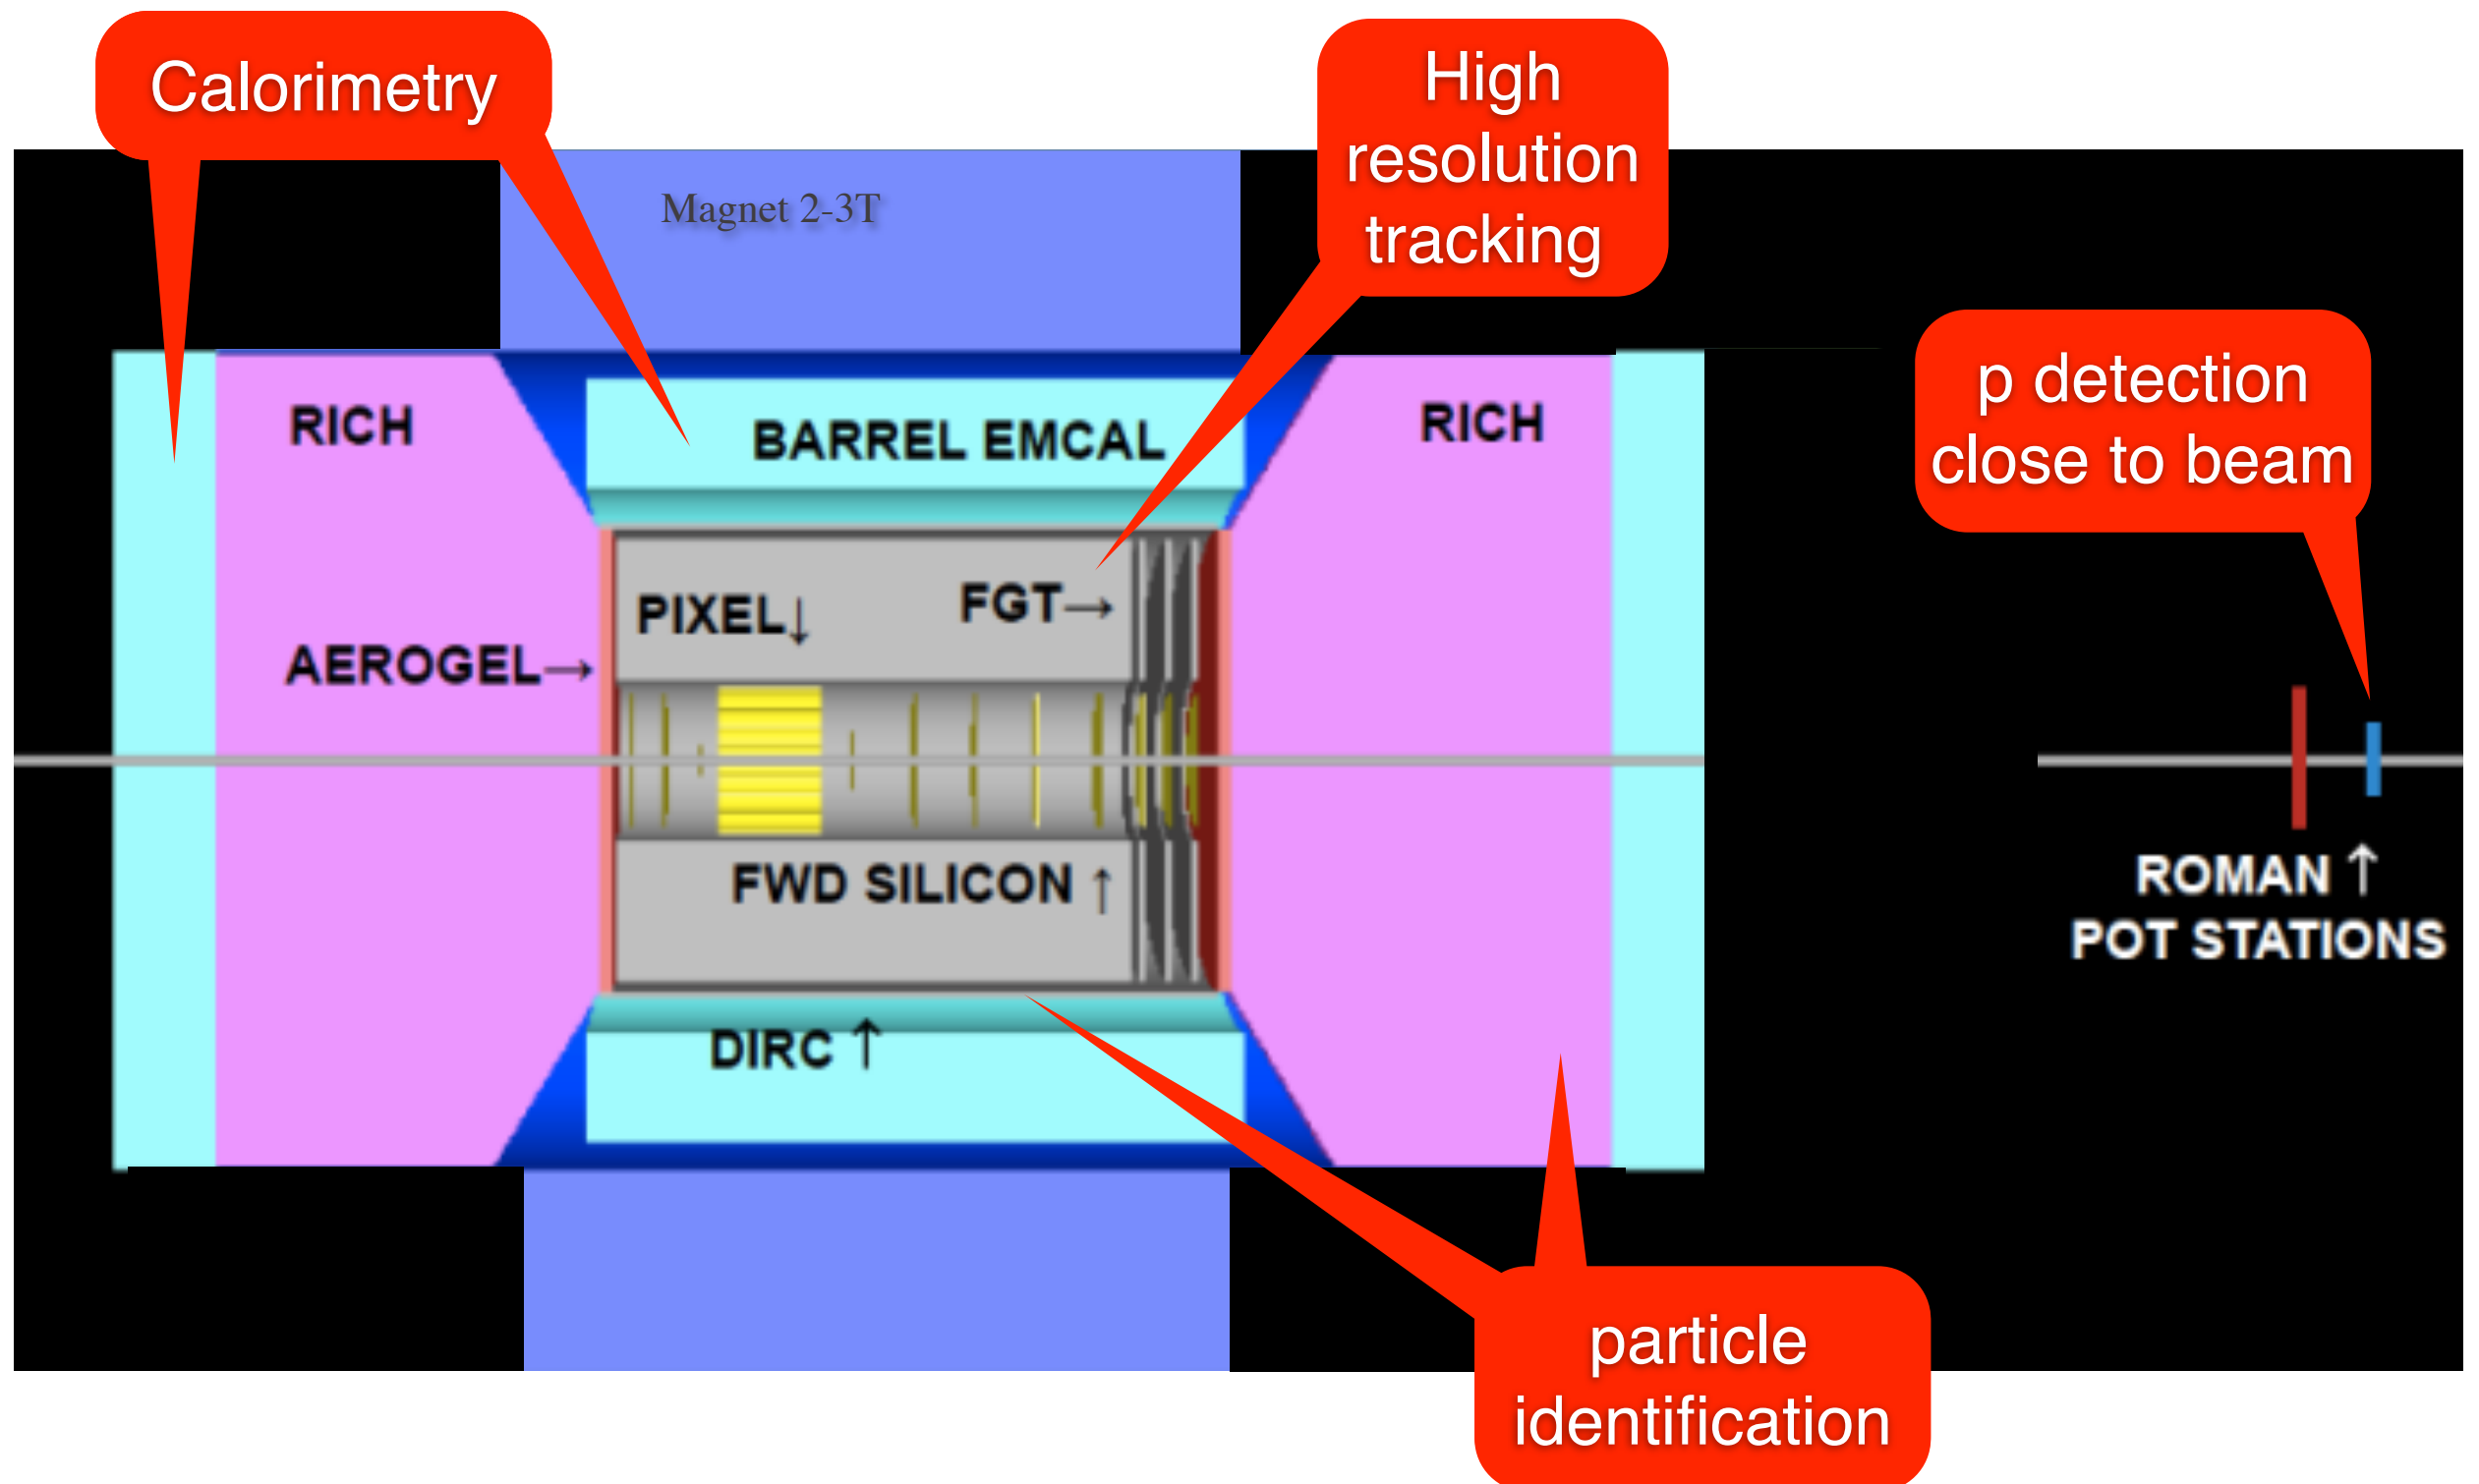 Calorimetry
High
resolution
tracking
Magnet 2-3T
p detection
close to beam
RICH
BARREL EMCAL
RICH
PIXEL↓
FGT→
AEROGEL→
FWD SILICON ↑
ROMAN ↑
POT STATIONS
DIRC ↑
particle
identification